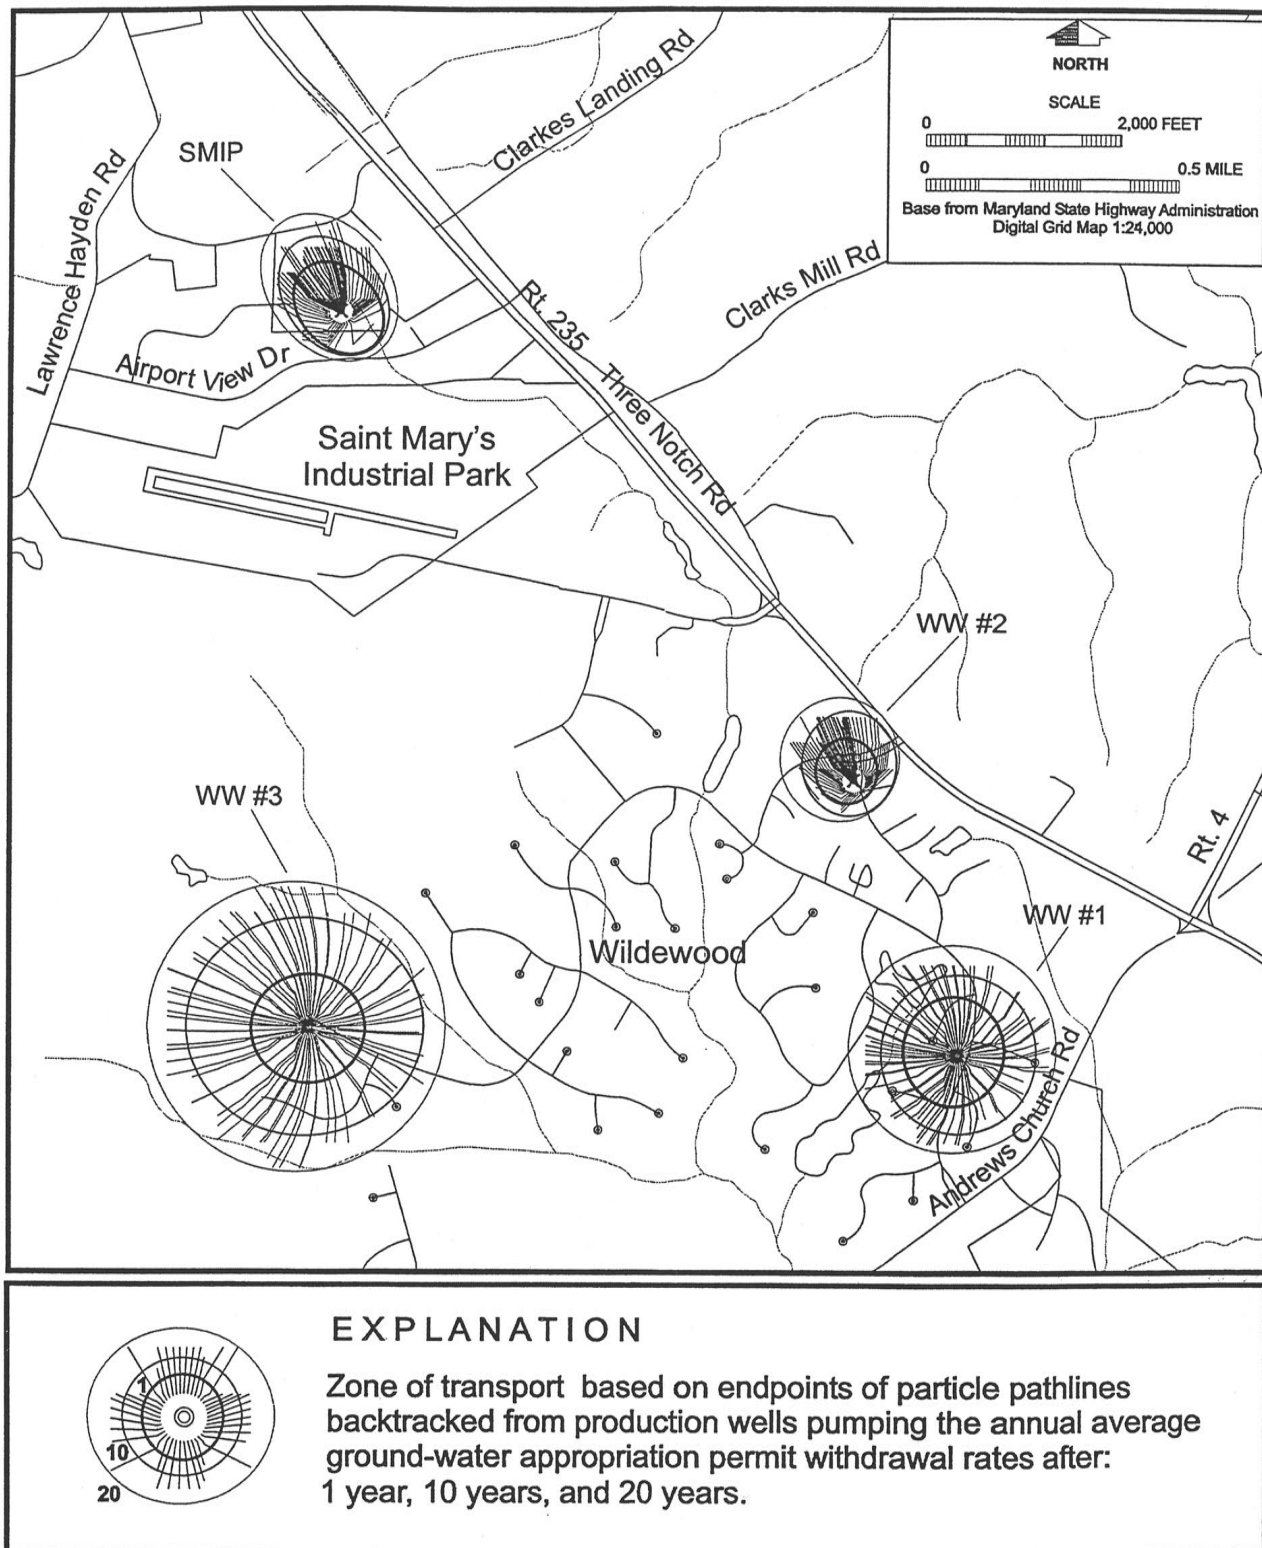 NORTH
SCALE
0 2,000 FEET
0 0.5 MILE
Base from Maryland State Highway Administration
Digital Grid Map 1:24,000
Clarkes Landing Rd
SMIP
Lawrence Hayden Rd
Clarks Mill Rd
Rt. 235
Airport View Dr
Three Notch Rd
Saint Mary's
Industrial Park
WW #2
WW #3
Rt. 4
WW #1
Wildewood
Andrews Church Rd
EXPLANATION
1
10
20
Zone of transport based on endpoints of particle pathlines
backtracked from production wells pumping the annual average
ground-water appropriation permit withdrawal rates after:
1 year, 10 years, and 20 years.